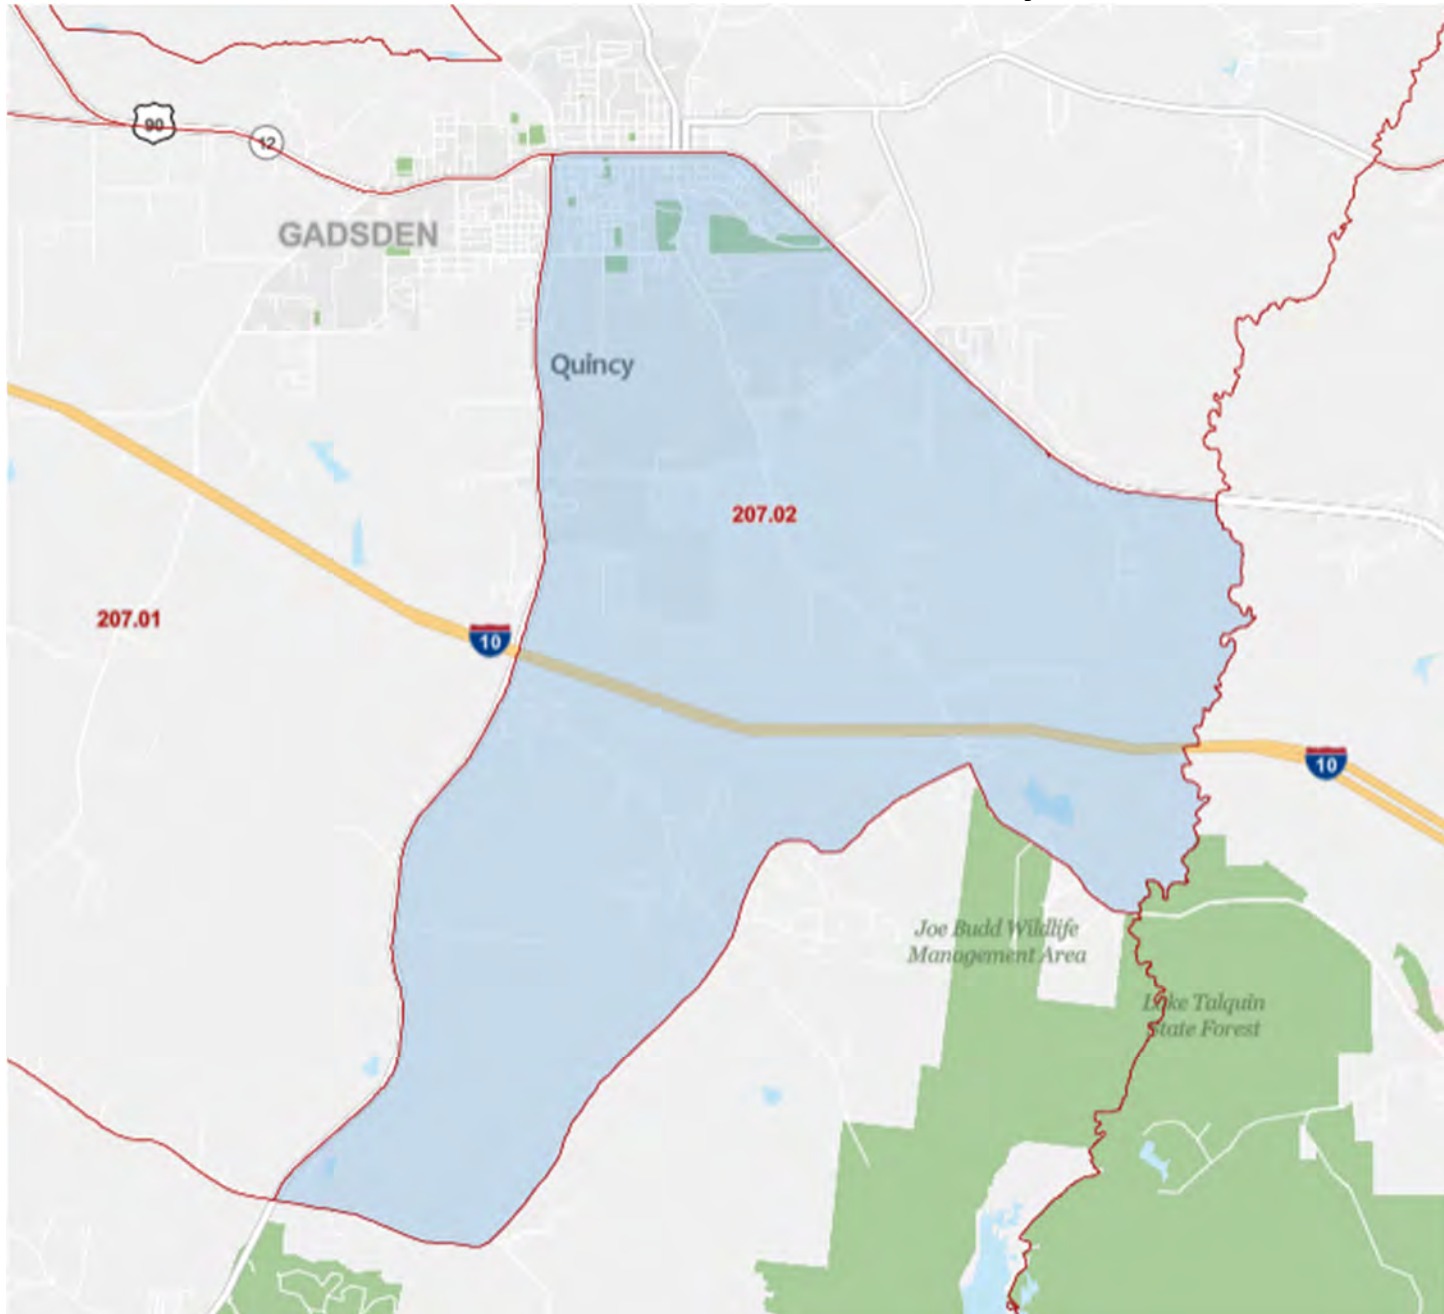 90
12
GADSDEN
Quincy
207.02
207.01
10
10
Joe Budd Wildlife
Management Area
Lake Talquin
State Forest